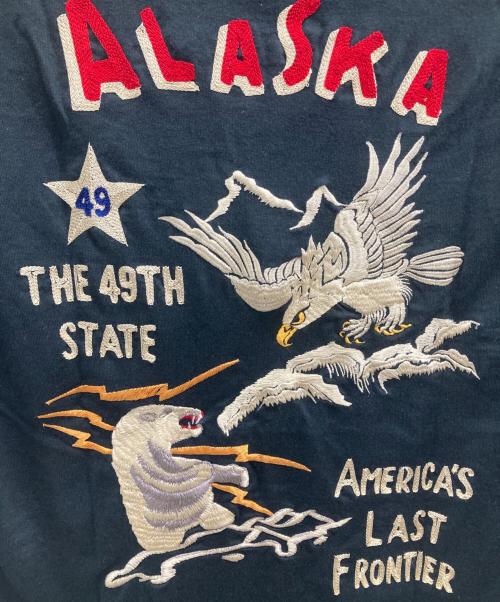 ALASKA
49
THE 49TH
STATE
AMERICA'S
LAST
FRONTIER